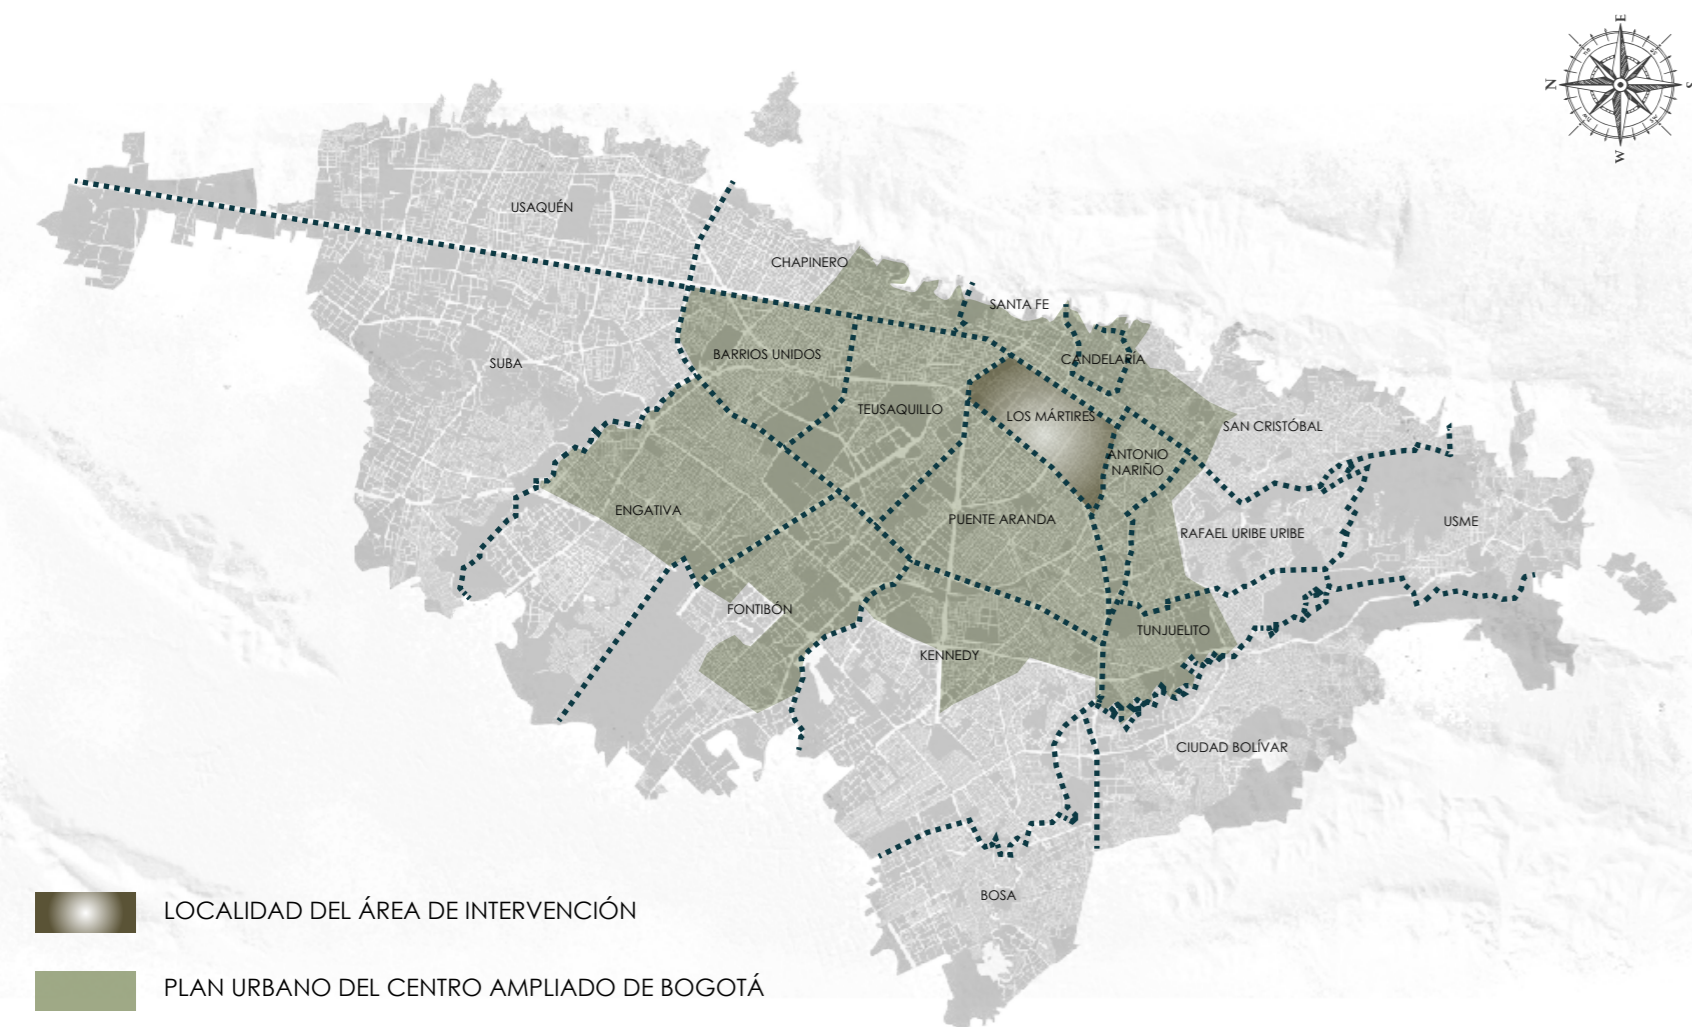 E
N
S
W
USAQUÉN
CHAPINERO
SANTA FE
BARRIOS UNIDOS
CANDELARÍA
SUBA
TEUSAQUILLO
LOS MÁRTIRES
SAN CRISTÓBAL
ANTONIO
NARIÑO
ENGATIVA
PUENTE ARANDA
USME
RAFAEL URIBE URIBE
FONTIBÓN
TUNJUELITO
KENNEDY
CIUDAD BOLÍVAR
BOSA
LOCALIDAD DEL ÁREA DE INTERVENCIÓN
PLAN URBANO DEL CENTRO AMPLIADO DE BOGOTÁ